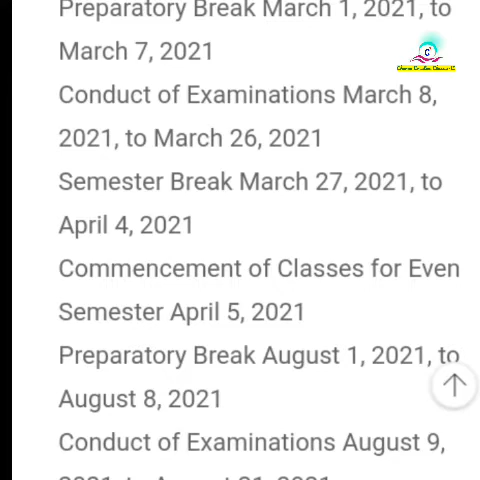 Preparatory Break March 1, 2021, to
March 7, 2021
Conduct of Examinations March 8,
2021, to March 26, 2021
Semester Break March 27, 2021, to
April 4, 2021
Commencement of Classes for Even
Semester April 5, 2021
Preparatory Break August 1, 2021, to
August 8, 2021
Conduct of Examinations August 9,